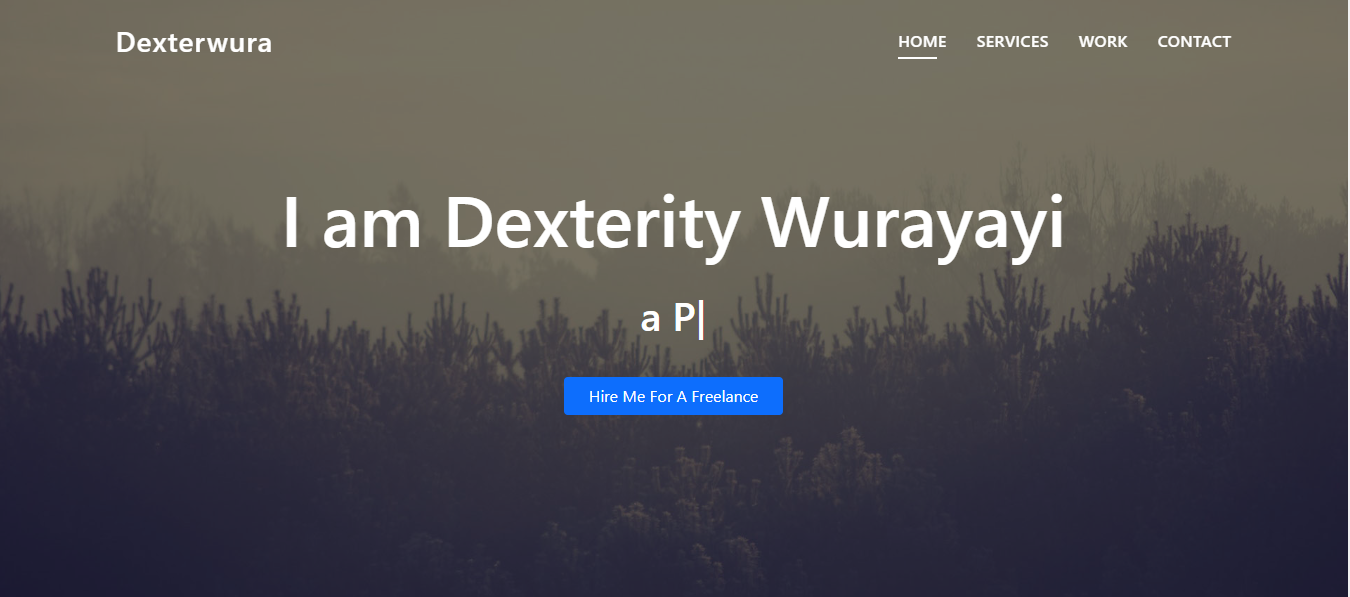 Dexterwura
HOME SERVICES WORK CONTACT
I am Dexterity Wurayayi
a P|
Hire Me For A Freelance